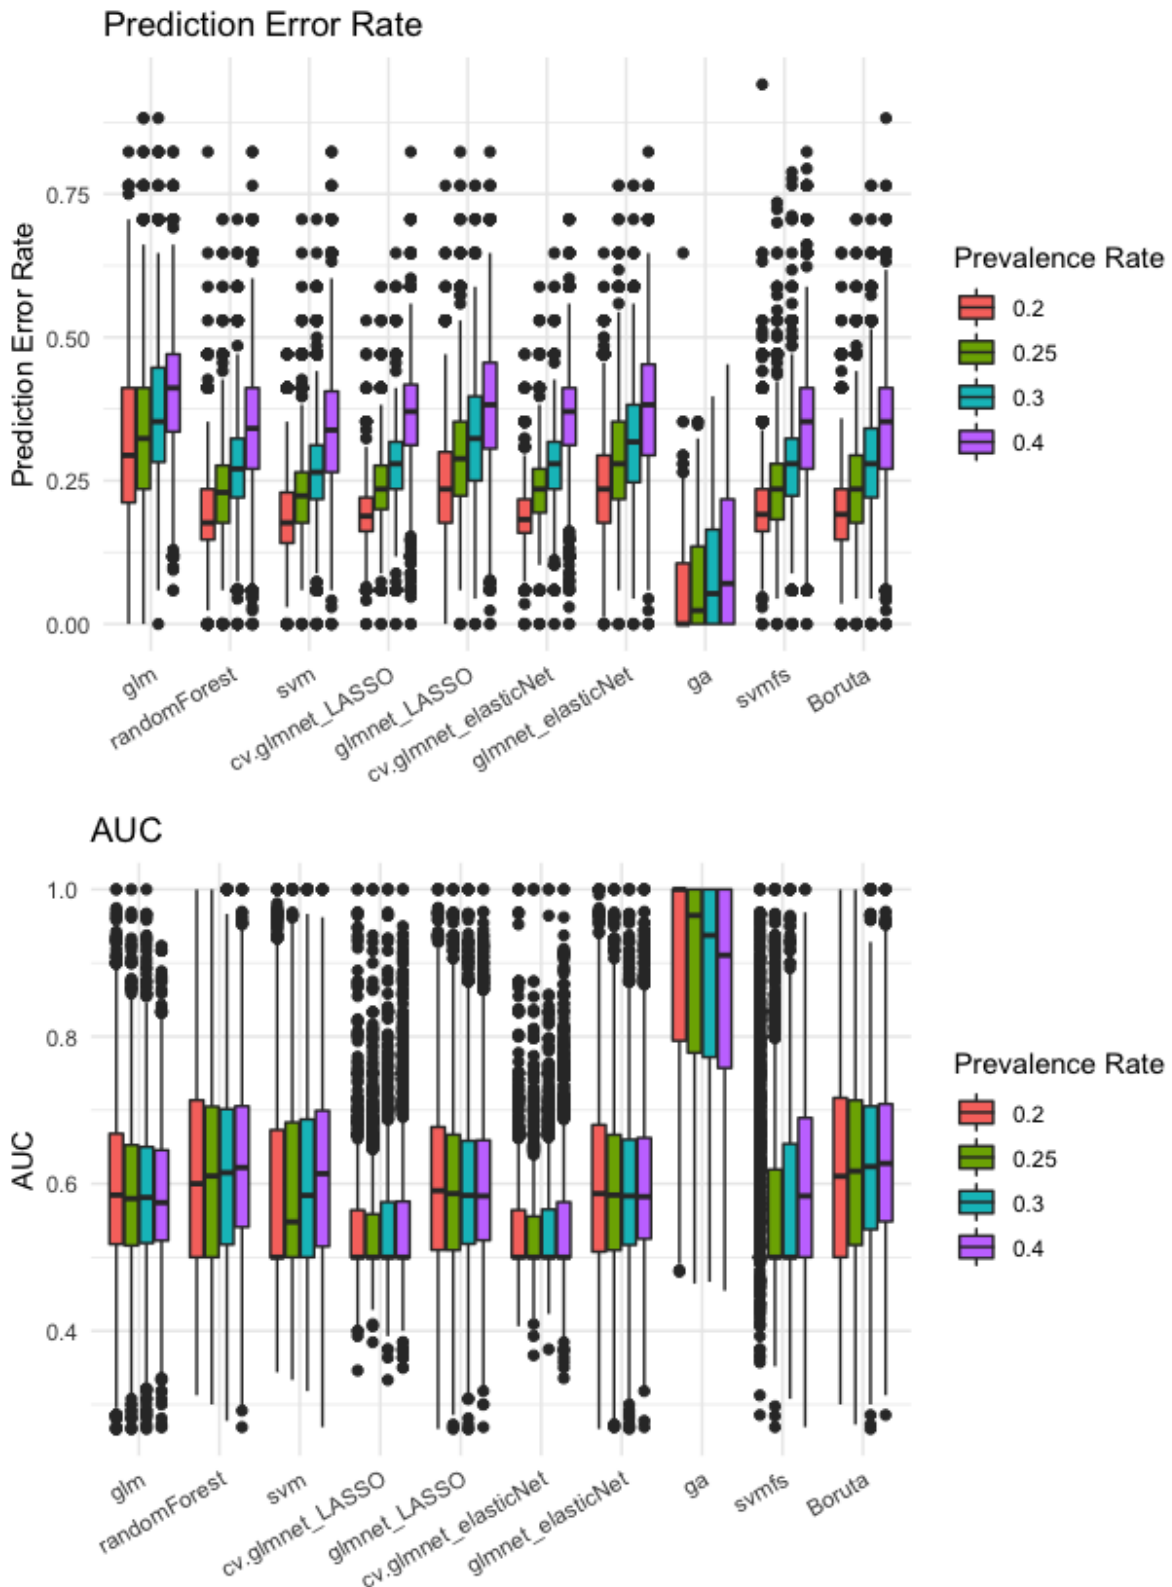 Prediction Error Rate
Prediction Error Rate
0.75
0.50
0.25
0.00
glm
randomForest
svm
cv.glmnet_LASSO
glmnet_LASSO
cv.glmnet_elasticNet
glmnet_elasticNet
ga
svmfs
Boruta
Prevalence Rate
0.2
0.25
0.3
0.4
AUC
AUC
1.0
0.8
0.6
0.4
glm
randomForest
svm
cv.glmnet_LASSO
glmnet_LASSO
cv.glmnet_elasticNet
glmnet_elasticNet
ga
svmfs
Boruta
Prevalence Rate
0.2
0.25
0.3
0.4